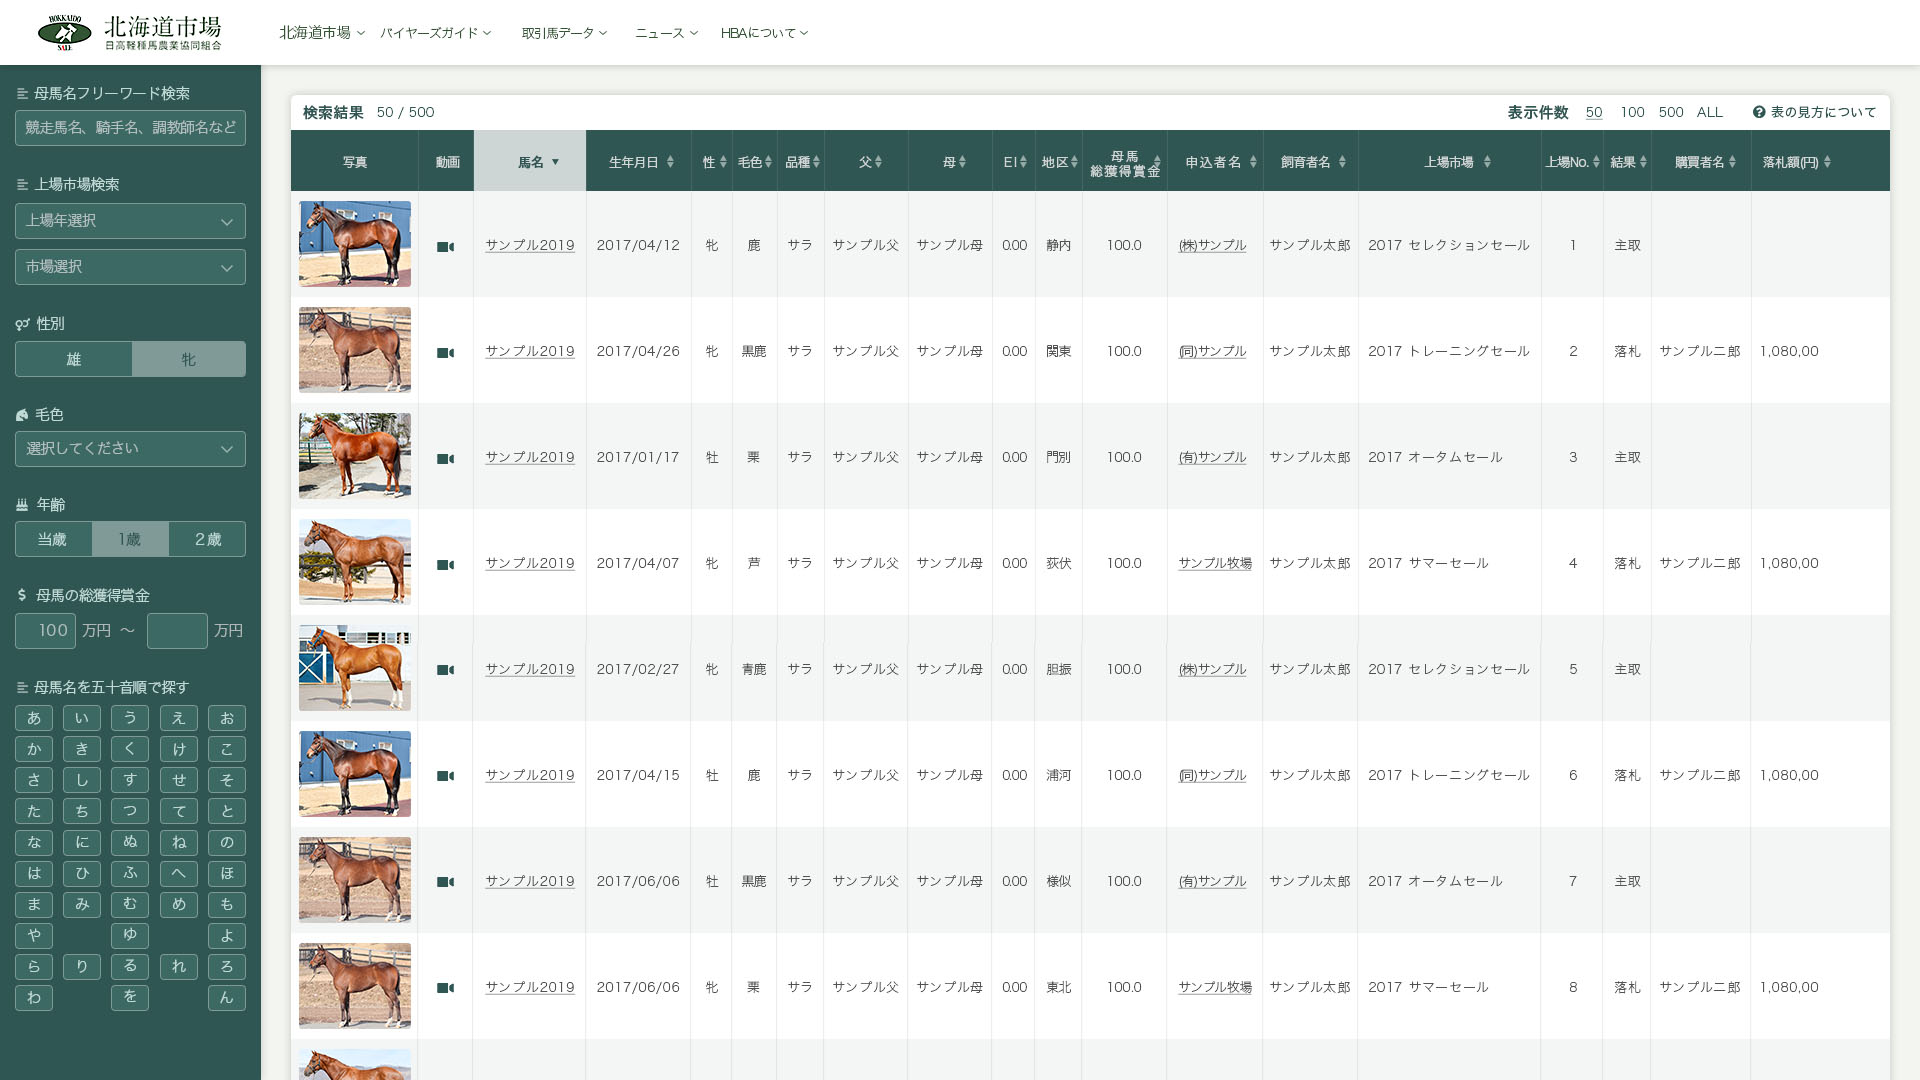 HOKKAIDO SALE 北海道市場 日高軽種馬農業協同組合
北海道市場 バイヤーズガイド 取引馬データ ニュース HBAについて
母馬名フリーワード検索
競走馬名、騎手名、調教師名など
上場市場検索
上場年選択
市場選択
性別
雄 牝
毛色
選択してください
年齢
当歳 1歳 2歳
母馬の総獲得賞金
100 万円 ～ 万円
母馬名を五十音順で探す
あ い う え お
か き く け こ
さ し す せ そ
た ち つ て と
な に ぬ ね の
は ひ ふ へ ほ
ま み む め も
や ゆ よ
ら り る れ ろ
わ を ん
検索結果 50 / 500 表示件数 50 100 500 ALL 表の見方について
写真 動画 馬名 生年月日 性 毛色 品種 父 母 EI 地区 母馬総獲得賞金 申込者名 飼育者名 上場市場 上場No. 結果 購買者名 落札額(円)
サンプル2019 2017/04/12 牝 鹿 サラ サンプル父 サンプル母 0.00 静内 100.0 (株)サンプル サンプル太郎 2017 セレクションセール 1 主取
サンプル2019 2017/04/26 牝 黒鹿 サラ サンプル父 サンプル母 0.00 関東 100.0 (同)サンプル サンプル太郎 2017 トレーニングセール 2 落札 サンプル二郎 1,080,00
サンプル2019 2017/01/17 牡 栗 サラ サンプル父 サンプル母 0.00 門別 100.0 (有)サンプル サンプル太郎 2017 オータムセール 3 主取
サンプル2019 2017/04/07 牝 芦 サラ サンプル父 サンプル母 0.00 荻伏 100.0 サンプル牧場 サンプル太郎 2017 サマーセール 4 落札 サンプル二郎 1,080,00
サンプル2019 2017/02/27 牝 青鹿 サラ サンプル父 サンプル母 0.00 胆振 100.0 (株)サンプル サンプル太郎 2017 セレクションセール 5 主取
サンプル2019 2017/04/15 牡 鹿 サラ サンプル父 サンプル母 0.00 浦河 100.0 (同)サンプル サンプル太郎 2017 トレーニングセール 6 落札 サンプル二郎 1,080,00
サンプル2019 2017/06/06 牡 黒鹿 サラ サンプル父 サンプル母 0.00 様似 100.0 (有)サンプル サンプル太郎 2017 オータムセール 7 主取
サンプル2019 2017/06/06 牝 栗 サラ サンプル父 サンプル母 0.00 東北 100.0 サンプル牧場 サンプル太郎 2017 サマーセール 8 落札 サンプル二郎 1,080,00